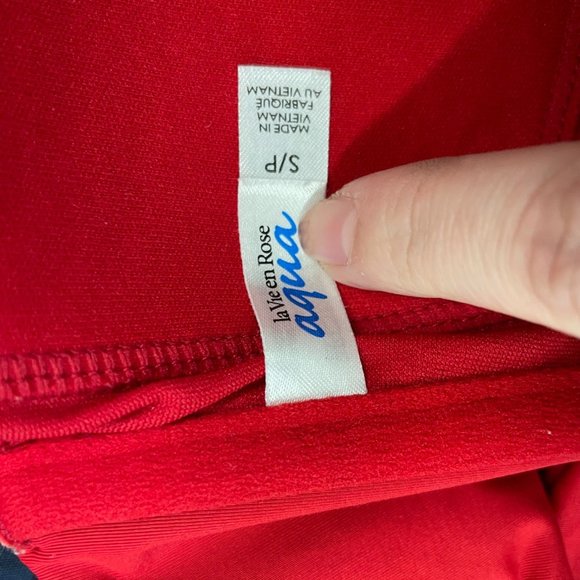 la Vie en Rose
aqua
S/P
MADE IN
VIETNAM
FABRIQUÉ
AU VIETNAM